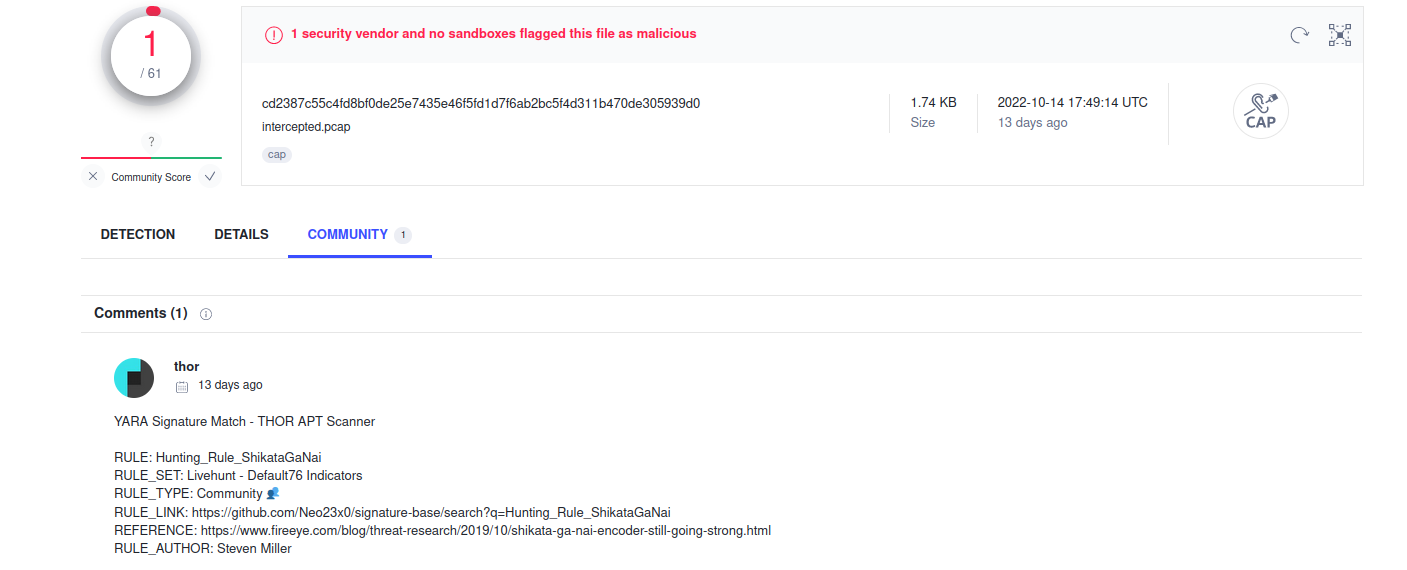 1
/ 61
?
Community Score
1 security vendor and no sandboxes flagged this file as malicious
cd2387c55c4fd8bf0de25e7435e46f5fd1d7f6ab2bc5f4d311b470de305939d0
intercepted.pcap
cap
1.74 KB
Size
2022-10-14 17:49:14 UTC
13 days ago
CAP
DETECTION DETAILS COMMUNITY 1
Comments (1)
thor
13 days ago
YARA Signature Match - THOR APT Scanner
RULE: Hunting_Rule_ShikataGaNai
RULE_SET: Livehunt - Default76 Indicators
RULE_TYPE: Community
RULE_LINK: https://github.com/Neo23x0/signature-base/search?q=Hunting_Rule_ShikataGaNai
REFERENCE: https://www.fireeye.com/blog/threat-research/2019/10/shikata-ga-nai-encoder-still-going-strong.html
RULE_AUTHOR: Steven Miller